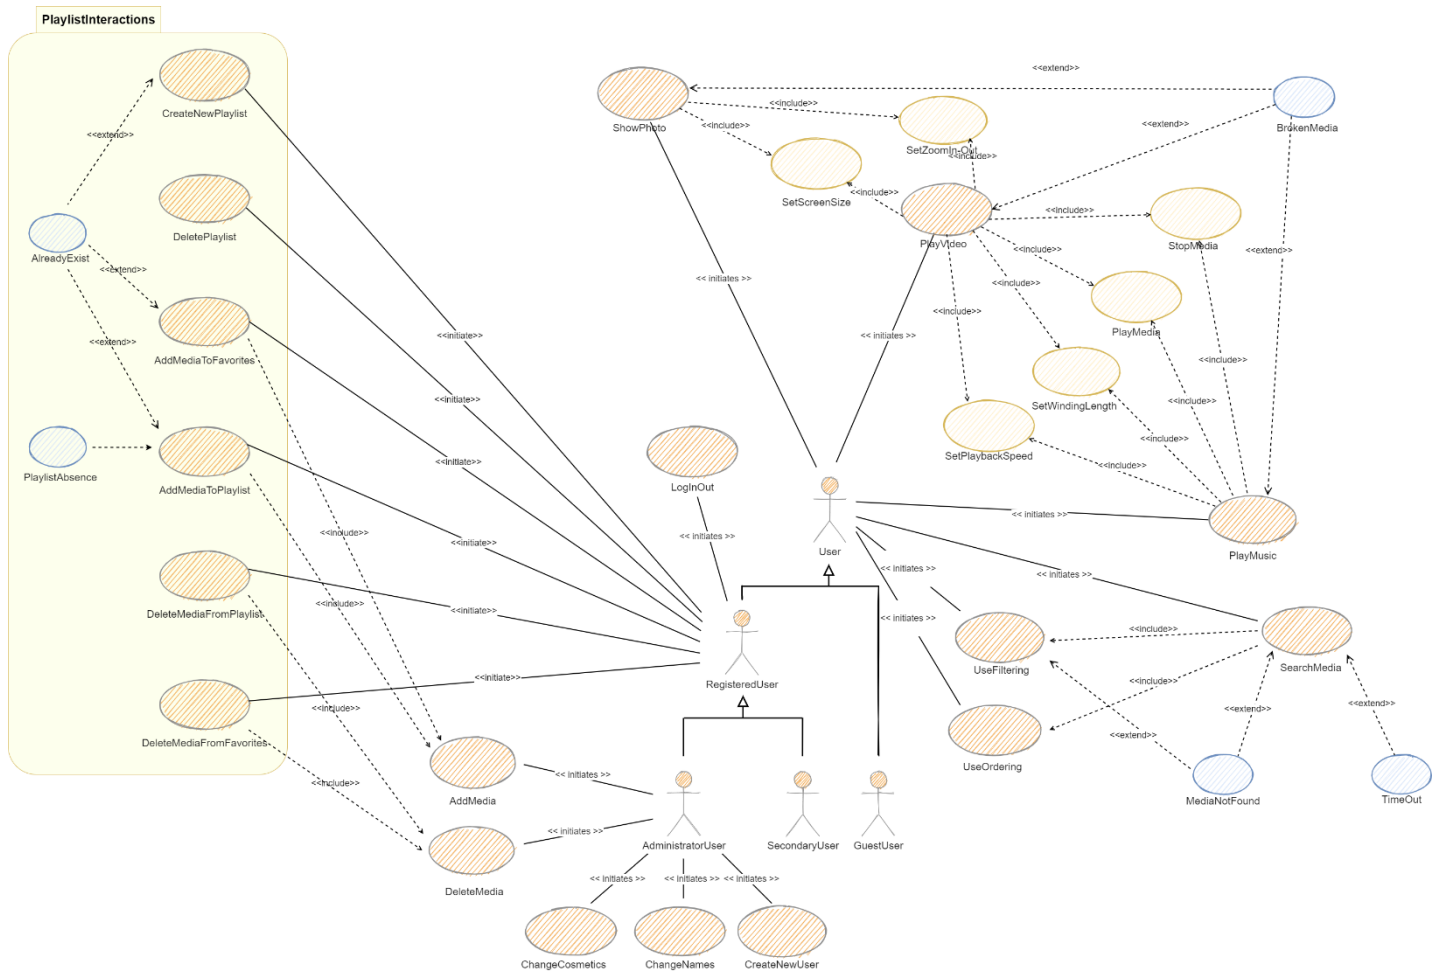 PlaylistInteractions
CreateNewPlaylist
<<extend>>
DeletePlaylist
AlreadyExist
<<extend>>
<<extend>>
AddMediaToFavorites
PlaylistAbsence
AddMediaToPlaylist
DeleteMediaFromPlaylist
DeleteMediaFromFavorites
<<initiate>>
<<initiate>>
<<initiate>>
<<initiate>>
<<initiate>>
<<initiate>>
<<include>>
<<include>>
<<include>>
<<include>>
ShowPhoto
<<extend>>
<<include>>
<<include>>
SetZoomIn-Out
<<include>>
BrokenMedia
<<extend>>
SetScreenSize
<<include>>
<<include>>
StopMedia
PlayVideo
<<include>>
<<extend>>
<< initiates >>
<<include>>
<<include>>
PlayMedia
<< initiates >>
<<include>>
<<include>>
SetWindingLength
<<include>>
SetPlaybackSpeed
<<include>>
LogInOut
<< initiates >>
User
<< initiates >>
PlayMusic
<< initiates >>
<< initiates >>
<< initiates >>
<<include>>
UseFiltering
SearchMedia
<<include>>
RegisteredUser
<<extend>>
<<extend>>
<<extend>>
UseOrdering
MediaNotFound
TimeOut
AddMedia
<< initiates >>
<< initiates >>
DeleteMedia
AdministratorUser
SecondaryUser
GuestUser
<< initiates >>
<< initiates >>
<< initiates >>
ChangeCosmetics
ChangeNames
CreateNewUser